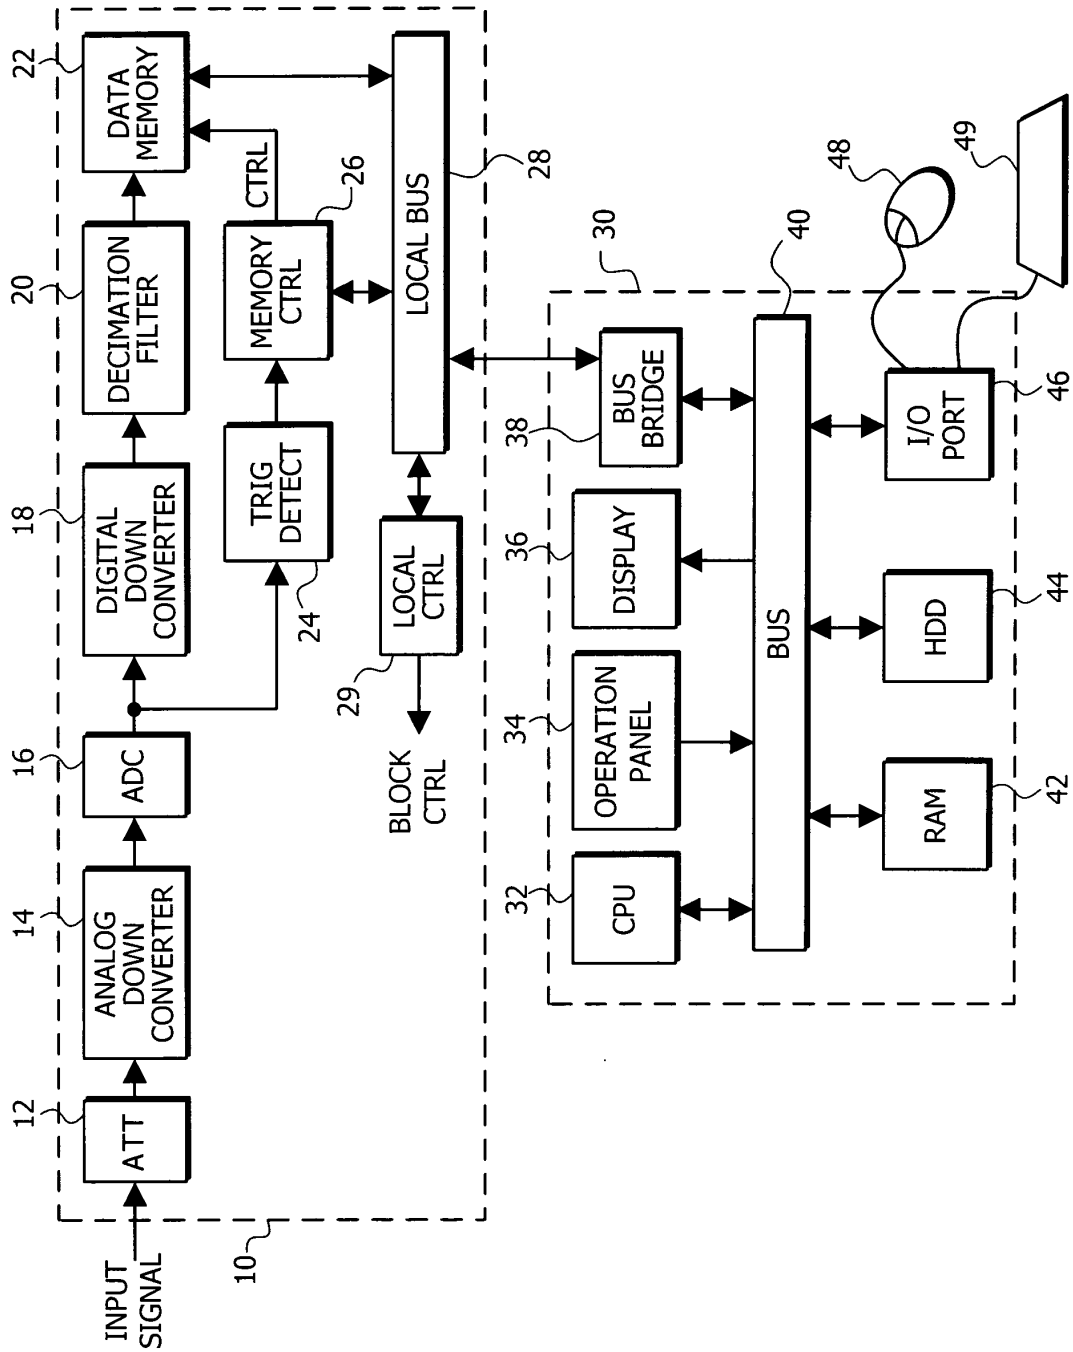 INPUT
SIGNAL
10
12
ATT
14
ANALOG
DOWN
CONVERTER
16
ADC
18
DIGITAL
DOWN
CONVERTER
20
DECIMATION
FILTER
22
DATA
MEMORY
24
TRIG
DETECT
26
MEMORY
CTRL
CTRL
BLOCK
CTRL
29
LOCAL
CTRL
LOCAL BUS
28
30
32
CPU
34
OPERATION
PANEL
36
DISPLAY
38
BUS
BRIDGE
BUS
40
RAM
42
HDD
44
I/O
PORT
46
48
49